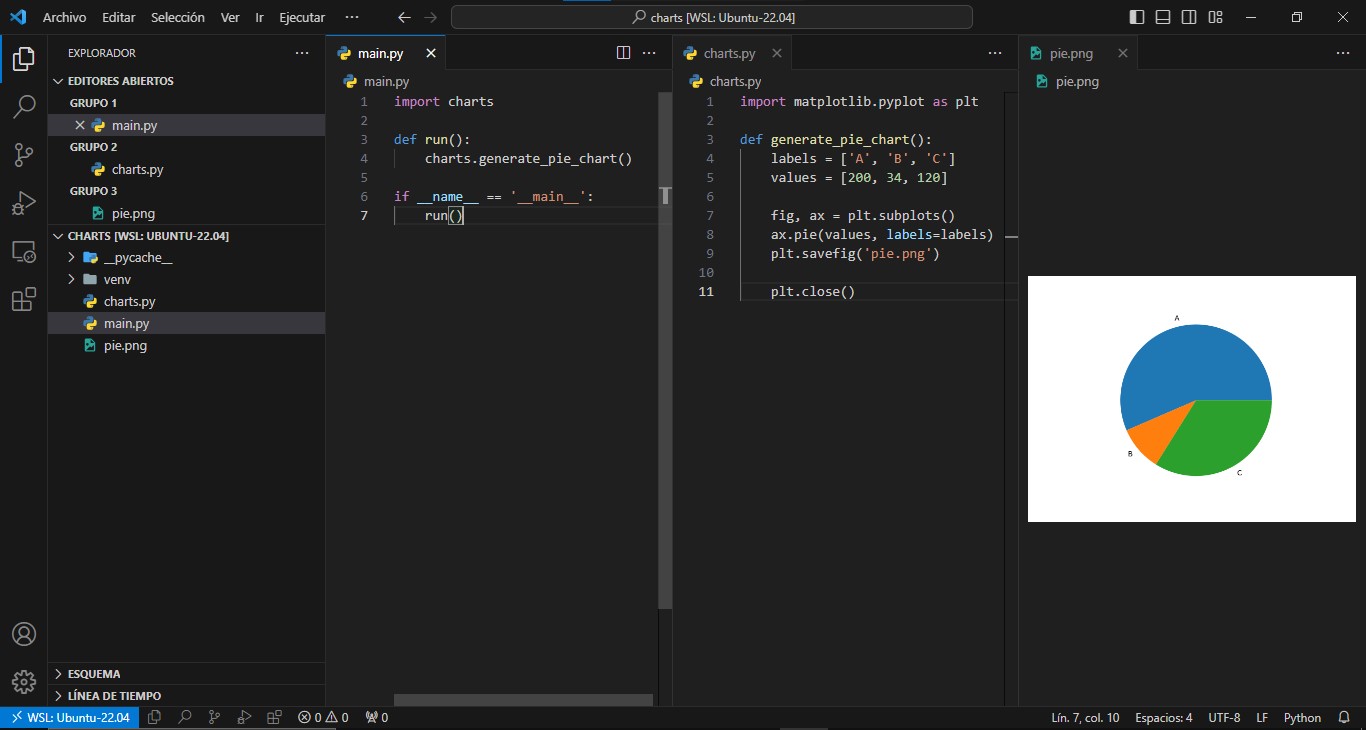 Archivo Editar Selección Ver Ir Ejecutar ···
charts [WSL: Ubuntu-22.04]
EXPLORADOR ···
EDITORES ABIERTOS
GRUPO 1
main.py
GRUPO 2
charts.py
GRUPO 3
pie.png
CHARTS [WSL: UBUNTU-22.04]
__pycache__
venv
charts.py
main.py
pie.png
ESQUEMA
LÍNEA DE TIEMPO
main.py
main.py
1 import charts
2
3 def run():
4     charts.generate_pie_chart()
5
6 if __name__ == '__main__':
7     run()
charts.py
charts.py
1 import matplotlib.pyplot as plt
2
3 def generate_pie_chart():
4     labels = ['A', 'B', 'C']
5     values = [200, 34, 120]
6
7     fig, ax = plt.subplots()
8     ax.pie(values, labels=labels)
9     plt.savefig('pie.png')
10
11     plt.close()
pie.png
pie.png
A
B
C
WSL: Ubuntu-22.04 0 0 0 Lín. 7, col. 10 Espacios: 4 UTF-8 LF Python